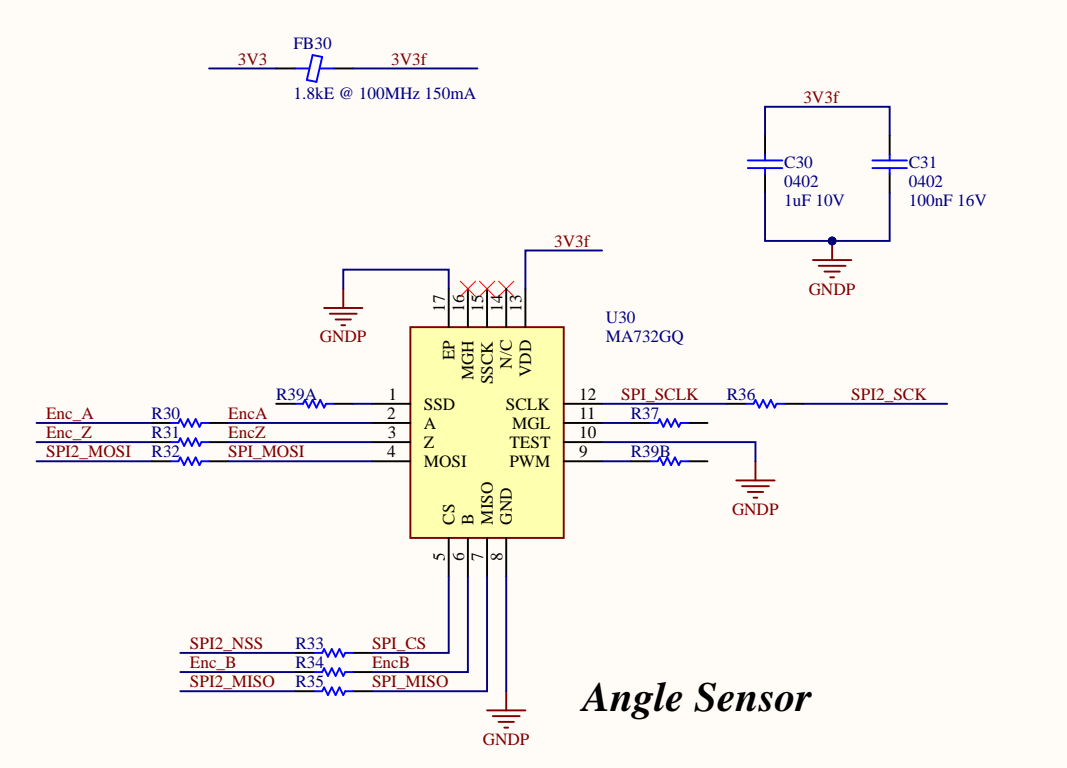 FB30
3V3
3V3f
1.8kE @ 100MHz 150mA
3V3f
C30
0402
1uF 10V
C31
0402
100nF 16V
GNDP
3V3f
GNDP
17
16
15
14
13
U30
MA732GQ
EP
MGH
SSCK
N/C
VDD
R39A
1
SSD
SCLK
12
SPI_SCLK
R36
SPI2_SCK
Enc_A
R30
EncA
2
A
MGL
11
R37
Enc_Z
R31
EncZ
3
Z
TEST
10
SPI2_MOSI
R32
SPI_MOSI
4
MOSI
PWM
9
R39B
GNDP
CS
B
MISO
GND
5
6
7
8
SPI2_NSS
R33
SPI_CS
Enc_B
R34
EncB
SPI2_MISO
R35
SPI_MISO
GNDP
Angle Sensor